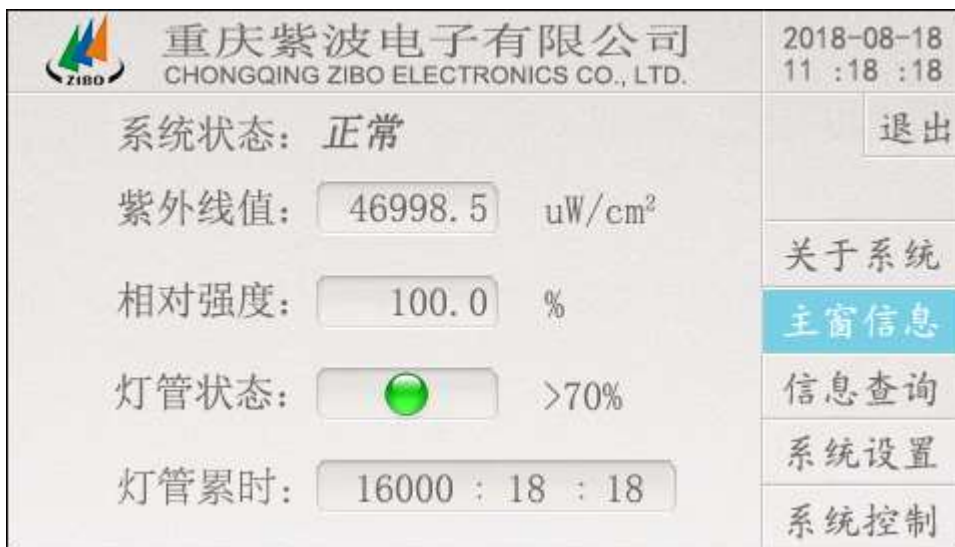 ZIBO
重庆紫波电子有限公司
CHONGQING ZIBO ELECTRONICS CO., LTD.
2018-08-18
11 :18 :18
退出
系统状态: 正常
紫外线值: 46998.5 uW/cm²
相对强度: 100.0 %
灯管状态: >70%
灯管累时: 16000 : 18 : 18
关于系统
主窗信息
信息查询
系统设置
系统控制